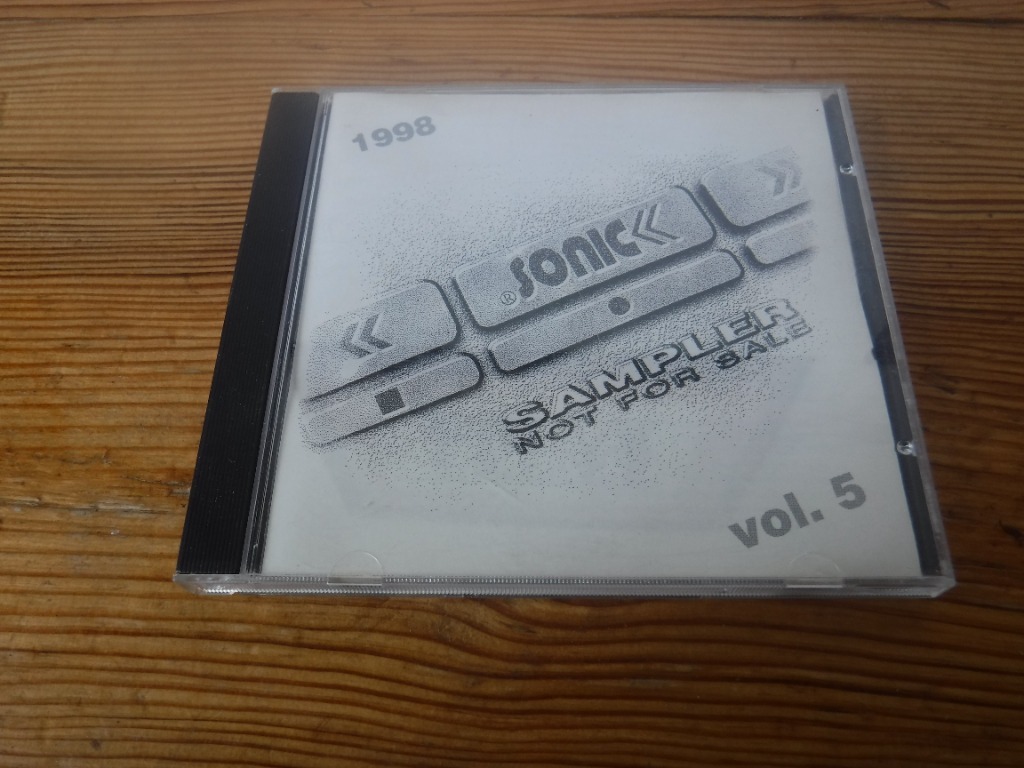 1998
® SONIC
SAMPLER
NOT FOR SALE
vol. 5